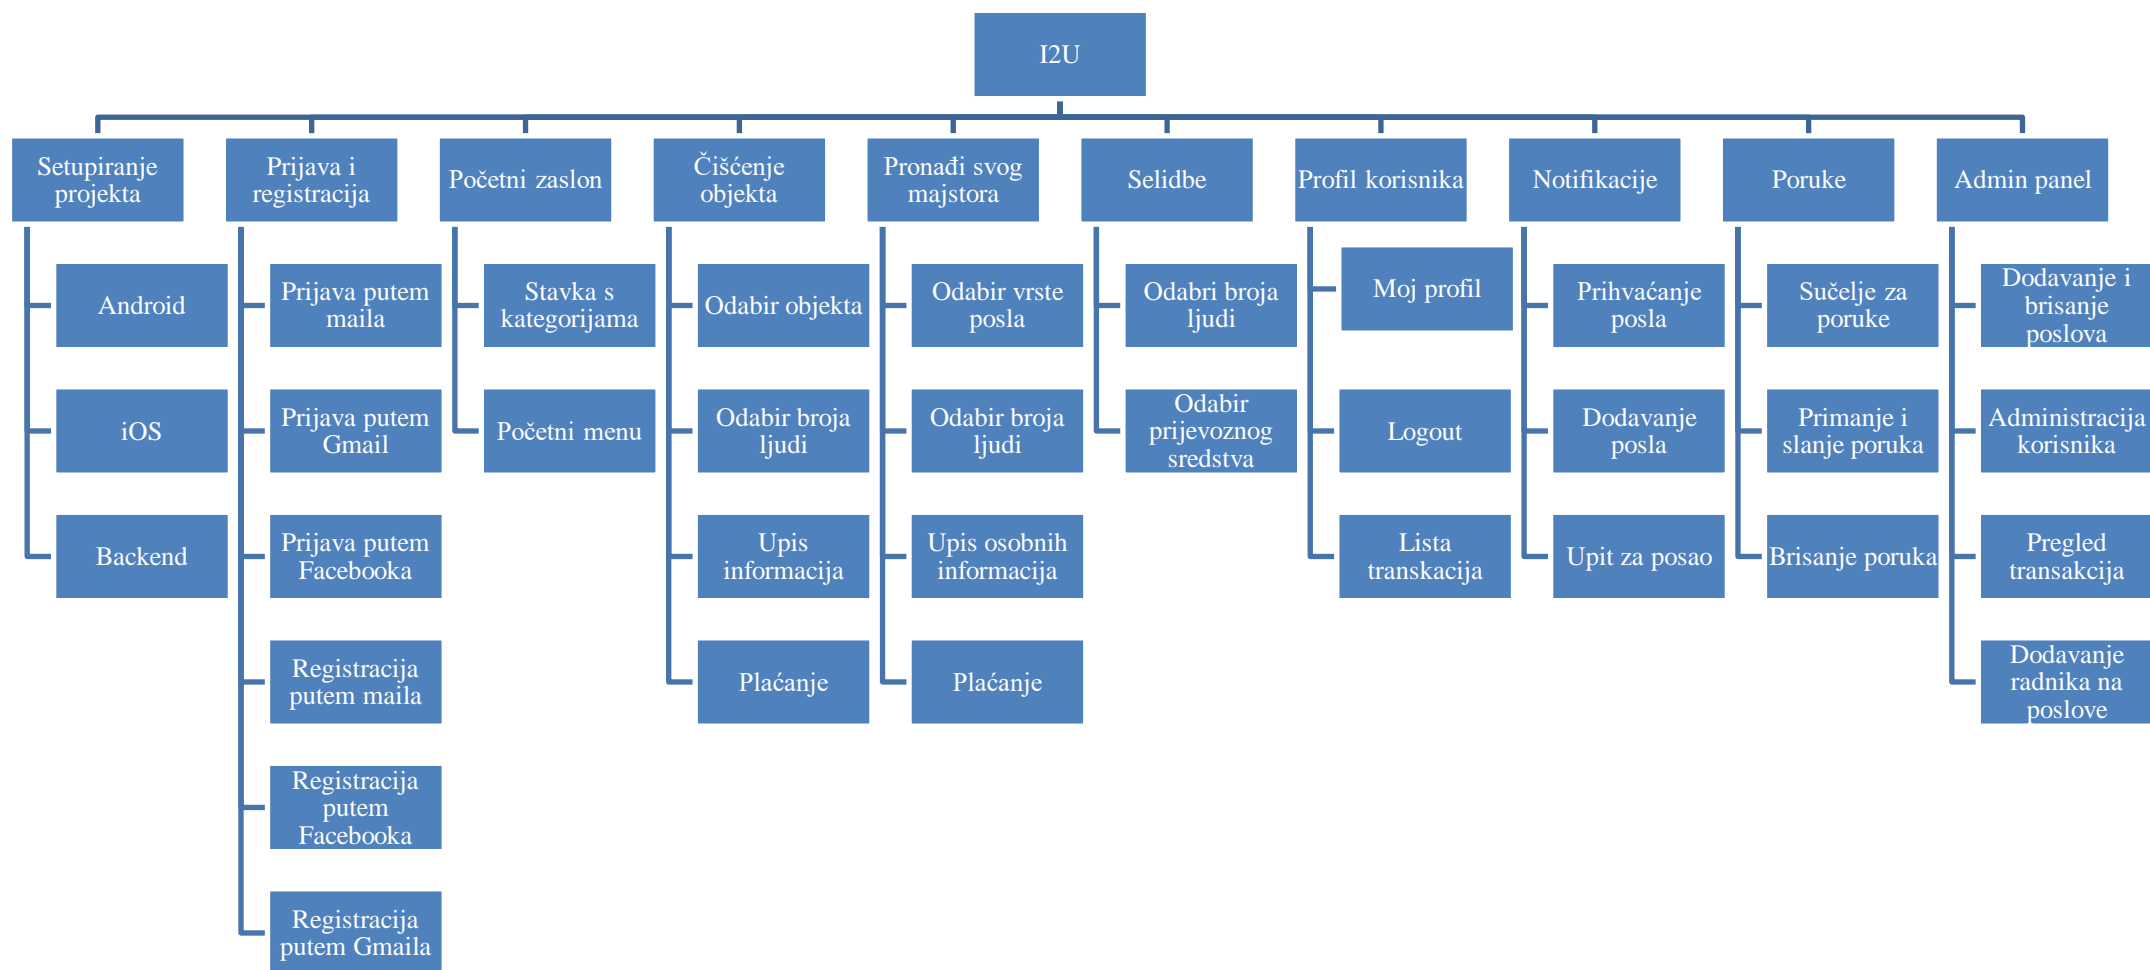 I2U
Setupiranje
projekta
Android
iOS
Backend
Prijava i
registracija
Prijava putem
maila
Prijava putem
Gmail
Prijava putem
Facebooka
Registracija
putem maila
Registracija
putem
Facebooka
Registracija
putem Gmaila
Početni zaslon
Stavka s
kategorijama
Početni menu
Čišćenje
objekta
Odabir objekta
Odabir broja
ljudi
Upis
informacija
Plaćanje
Pronađi svog
majstora
Odabir vrste
posla
Odabir broja
ljudi
Upis osobnih
informacija
Plaćanje
Selidbe
Odabri broja
ljudi
Odabir
prijevoznog
sredstva
Profil korisnika
Moj profil
Logout
Lista
transkacija
Notifikacije
Prihvaćanje
posla
Dodavanje
posla
Upit za posao
Poruke
Sučelje za
poruke
Primanje i
slanje poruka
Brisanje poruka
Admin panel
Dodavanje i
brisanje
poslova
Administracija
korisnika
Pregled
transakcija
Dodavanje
radnika na
poslove